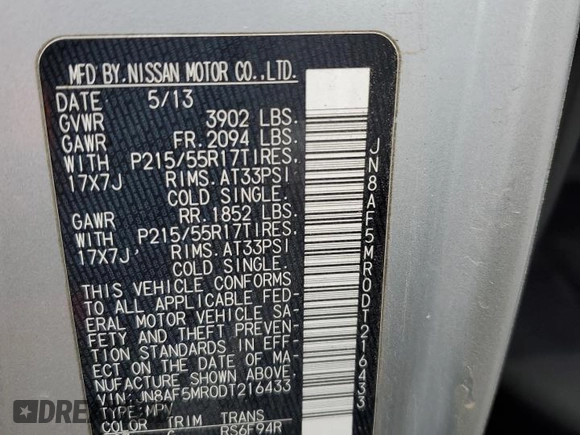 MFD.BY.NISSAN MOTOR CO.,LTD.
DATE 5/13
GVWR 3902 LBS.
GAWR FR.2094 LBS.
WITH P215/55R17TIRES.
17X7J RIMS.AT33PSI
COLD SINGLE.
GAWR RR.1852 LBS.
WITH P215/55R17TIRES.
17X7J RIMS.AT33PSI
COLD SINGLE.
THIS VEHICLE CONFORMS
TO ALL APPLICABLE FED-
ERAL MOTOR VEHICLE SA-
FETY AND THEFT PREVEN-
TION STANDARDS IN EFF-
ECT ON THE DATE OF MA-
NUFACTURE SHOWN ABOVE.
VIN:JN8AF5MR0DT216433
TYPE:MPV
COLOR TRIM TRANS
RS6F94R
JN8AF5MR0DT216433